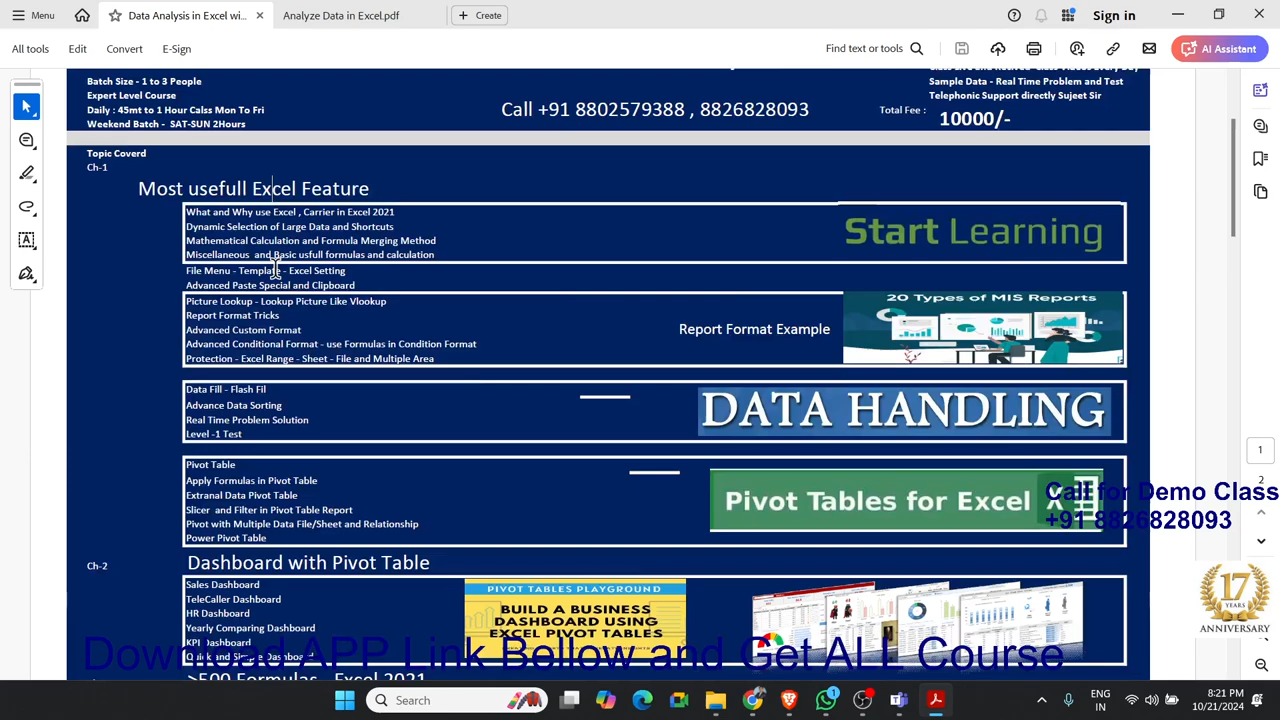 Menu
Data Analysis in Excel wi...
Analyze Data in Excel.pdf
Create
Sign in
All tools
Edit
Convert
E-Sign
Find text or tools
AI Assistant
Batch Size - 1 to 3 People
Expert Level Course
Daily : 45mt to 1 Hour Calss Mon To Fri
Weekend Batch - SAT-SUN 2Hours
Call +91 8802579388 , 8826828093
Sample Data - Real Time Problem and Test
Telephonic Support directly Sujeet Sir
Total Fee :
10000/-
Topic Coverd
Ch-1
Most usefull Excel Feature
What and Why use Excel , Carrier in Excel 2021
Dynamic Selection of Large Data and Shortcuts
Mathematical Calculation and Formula Merging Method
Miscellaneous and Basic usfull formulas and calculation
Start Learning
File Menu - Template - Excel Setting
Advanced Paste Special and Clipboard
Picture Lookup - Lookup Picture Like Vlookup
Report Format Tricks
Advanced Custom Format
Advanced Conditional Format - use Formulas in Condition Format
Protection - Excel Range - Sheet - File and Multiple Area
Report Format Example
20 Types of MIS Reports
Data Fill - Flash Fil
Advance Data Sorting
Real Time Problem Solution
Level -1 Test
DATA HANDLING
Pivot Table
Apply Formulas in Pivot Table
Extranal Data Pivot Table
Slicer and Filter in Pivot Table Report
Pivot with Multiple Data File/Sheet and Relationship
Power Pivot Table
Pivot Tables for Excel
X
Call for Demo Class
+91 8826828093
1
2
Ch-2
Dashboard with Pivot Table
Sales Dashboard
TeleCaller Dashboard
HR Dashboard
Yearly Comparing Dashboard
KPI Dashboard
Quick and Simple Dashboard
PIVOT TABLES PLAYGROUND
BUILD A BUSINESS
DASHBOARD USING
EXCEL PIVOT TABLES
17
YEARS
ANNIVERSARY
Download APP Link Bellow and Get ALL Course
>500 Formulas - Excel 2021
Search
1
ENG
IN
8:21 PM
10/21/2024